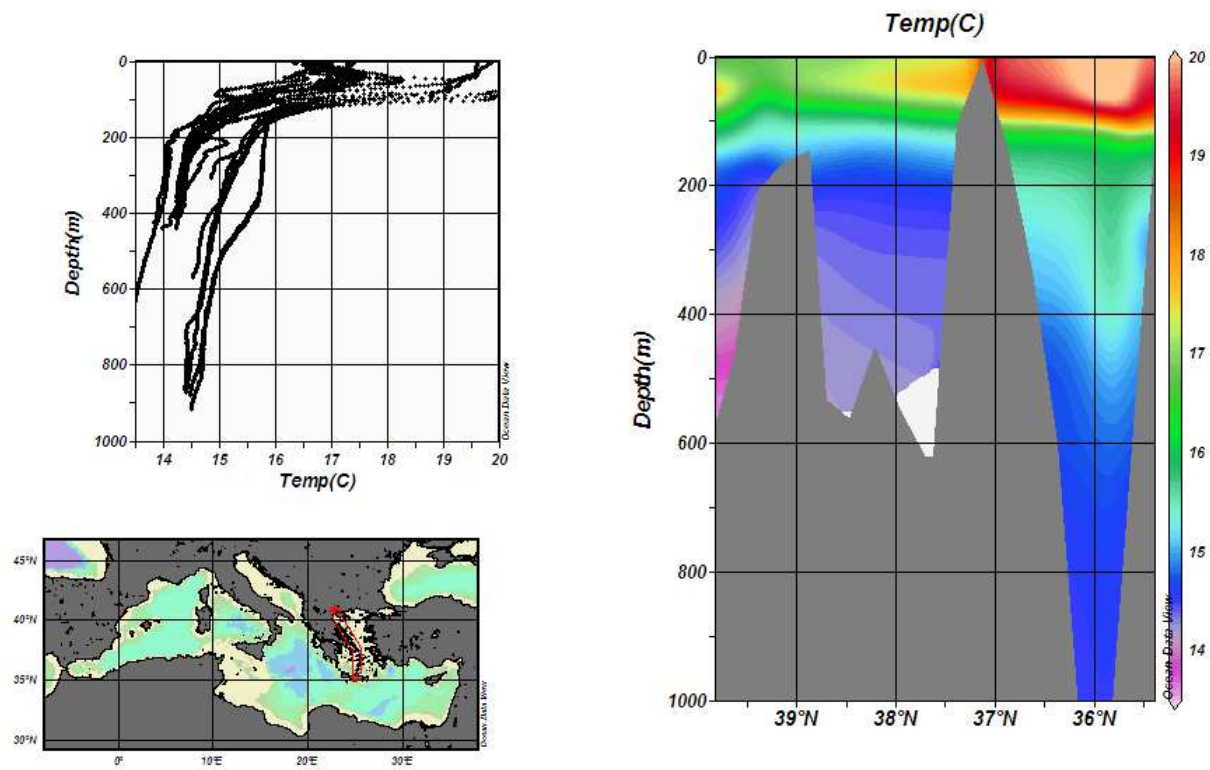 0
200
400
600
800
1000
Depth(m)
14 15 16 17 18 19 20
Temp(C)
Ocean Data View
45°N
40°N
35°N
30°N
0° 10°E 20°E 30°E
Ocean Data View
Temp(C)
0
200
400
600
800
1000
Depth(m)
39°N 38°N 37°N 36°N
20
19
18
17
16
15
14
Ocean Data View